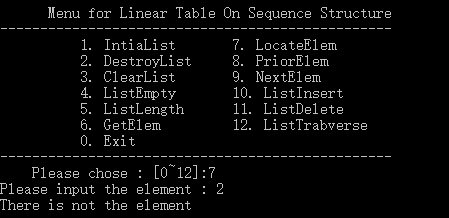 Menu for Linear Table On Sequence Structure
-------------------------------------------------
1. IntiaList 7. LocateElem
2. DestroyList 8. PriorElem
3. ClearList 9. NextElem
4. ListEmpty 10. ListInsert
5. ListLength 11. ListDelete
6. GetElem 12. ListTrabverse
0. Exit
-------------------------------------------------
Please chose : [0~12]:7
Please input the element : 2
There is not the element